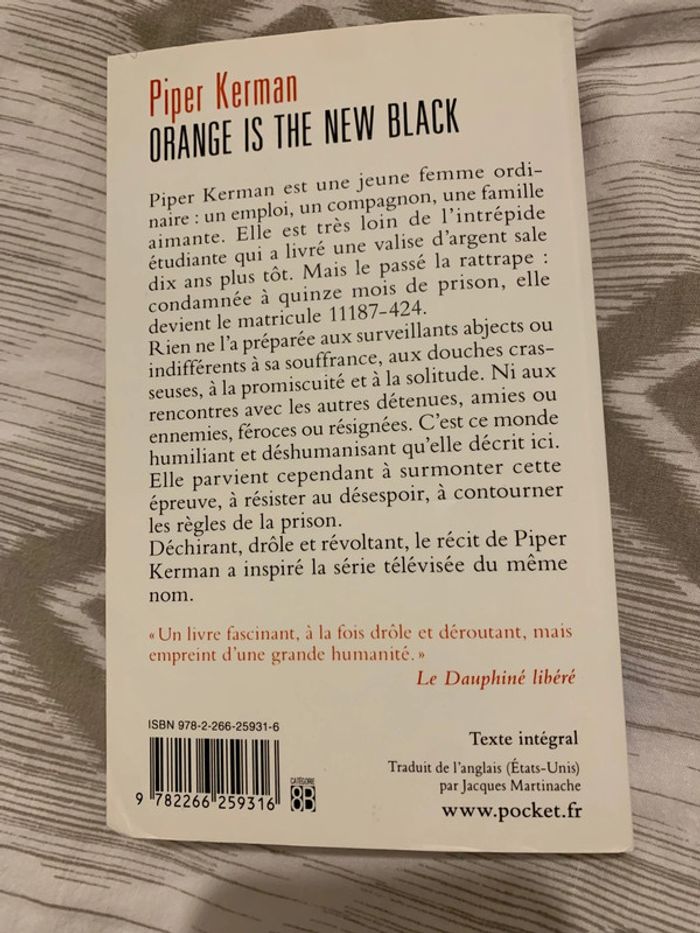 Piper Kerman
ORANGE IS THE NEW BLACK
Piper Kerman est une jeune femme ordi-
naire : un emploi, un compagnon, une famille
aimante. Elle est très loin de l'intrépide
étudiante qui a livré une valise d'argent sale
dix ans plus tôt. Mais le passé la rattrape :
condamnée à quinze mois de prison, elle
devient le matricule 11187-424.
Rien ne l'a préparée aux surveillants abjects ou
indifférents à sa souffrance, aux douches cras-
seuses, à la promiscuité et à la solitude. Ni aux
rencontres avec les autres détenues, amies ou
ennemies, féroces ou résignées. C'est ce monde
humiliant et déshumanisant qu'elle décrit ici.
Elle parvient cependant à surmonter cette
épreuve, à résister au désespoir, à contourner
les règles de la prison.
Déchirant, drôle et révoltant, le récit de Piper
Kerman a inspiré la série télévisée du même
nom.
« Un livre fascinant, à la fois drôle et déroutant, mais
empreint d'une grande humanité. »
Le Dauphiné libéré
ISBN 978-2-266-25931-6
9 782266 259316
CATÉGORIE
8B
Texte intégral
Traduit de l'anglais (États-Unis)
par Jacques Martinache
www.pocket.fr